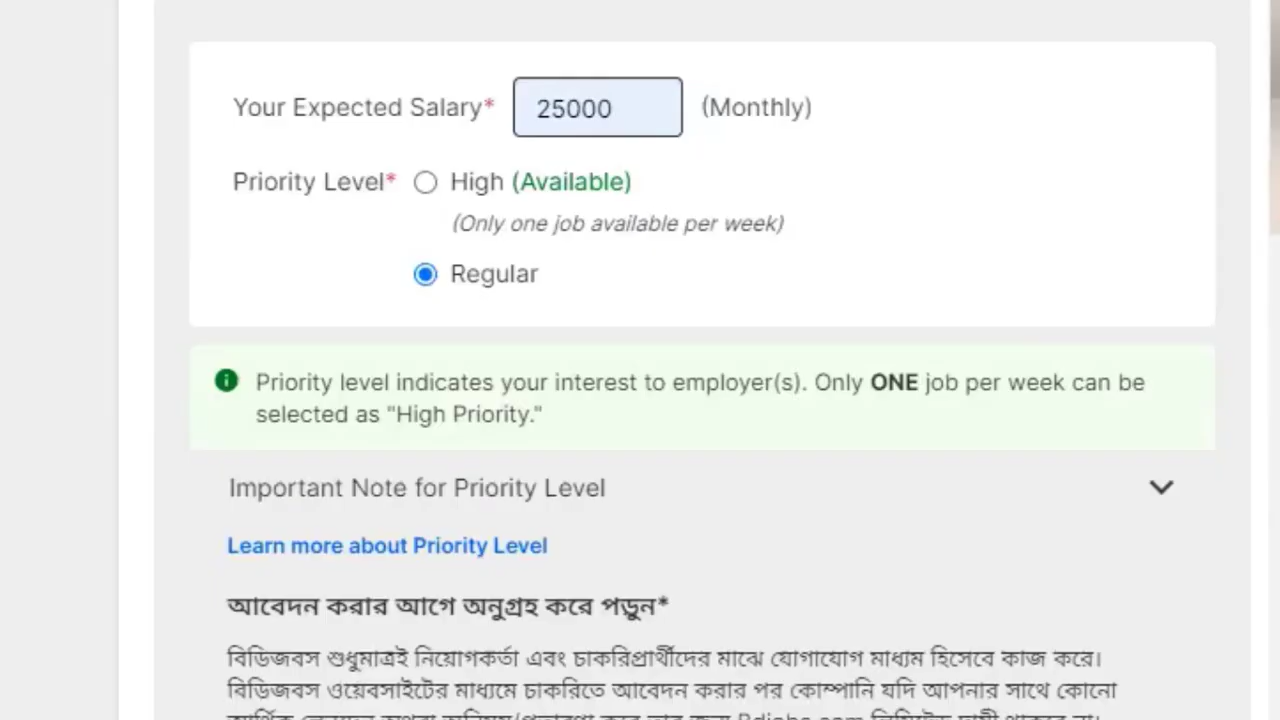 Your Expected Salary* 25000 (Monthly)
Priority Level* High (Available)
(Only one job available per week)
Regular
Priority level indicates your interest to employer(s). Only ONE job per week can be
selected as "High Priority."
Important Note for Priority Level
Learn more about Priority Level
আবেদন করার আগে অনুগ্রহ করে পড়ুন*
বিডিজবস শুধুমাত্রই নিয়োগকর্তা এবং চাকরিপ্রার্থীদের মাঝে যোগাযোগ মাধ্যম হিসেবে কাজ করে।
বিডিজবস ওয়েবসাইটের মাধ্যমে চাকরিতে আবেদন করার পর কোম্পানি যদি আপনার সাথে কোনো